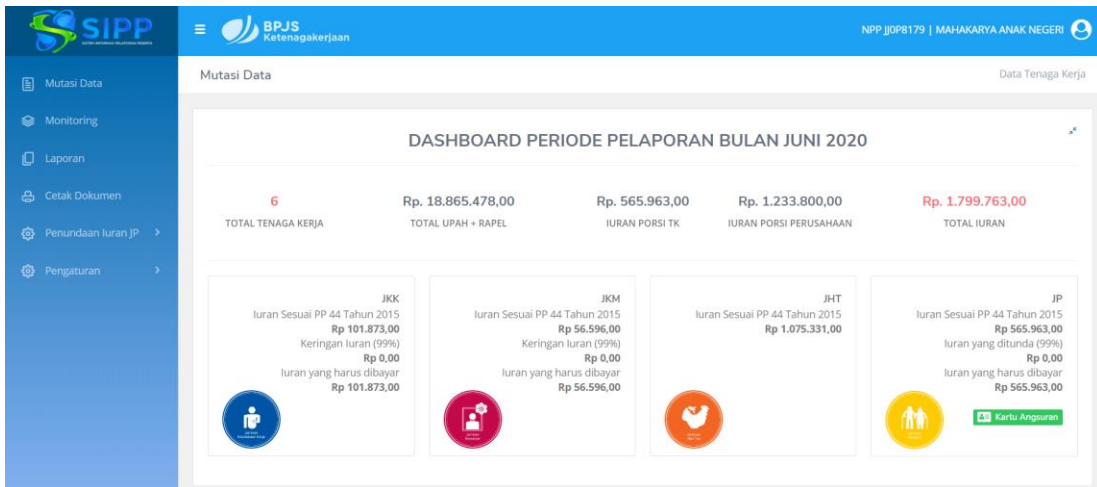 SIPP
BPJS
Ketenagakerjaan
NPP JJ0P8179 | MAHAKARYA ANAK NEGERI
Mutasi Data
Monitoring
Laporan
Cetak Dokumen
Penundaan Iuran JP >
Pengaturan >
Mutasi Data
Data Tenaga Kerja
DASHBOARD PERIODE PELAPORAN BULAN JUNI 2020
6
TOTAL TENAGA KERJA
Rp. 18.865.478,00
TOTAL UPAH + RAPEL
Rp. 565.963,00
IURAN PORSI TK
Rp. 1.233.800,00
IURAN PORSI PERUSAHAAN
Rp. 1.799.763,00
TOTAL IURAN
JKK
Iuran Sesuai PP 44 Tahun 2015
Rp 101.873,00
Keringan Iuran (99%)
Rp 0,00
Iuran yang harus dibayar
Rp 101.873,00
JKM
Iuran Sesuai PP 44 Tahun 2015
Rp 56.596,00
Keringan Iuran (99%)
Rp 0,00
Iuran yang harus dibayar
Rp 56.596,00
JHT
Iuran Sesuai PP 44 Tahun 2015
Rp 1.075.331,00
JP
Iuran Sesuai PP 44 Tahun 2015
Rp 565.963,00
Iuran yang ditunda (99%)
Rp 0,00
Iuran yang harus dibayar
Rp 565.963,00
Kartu Angsuran